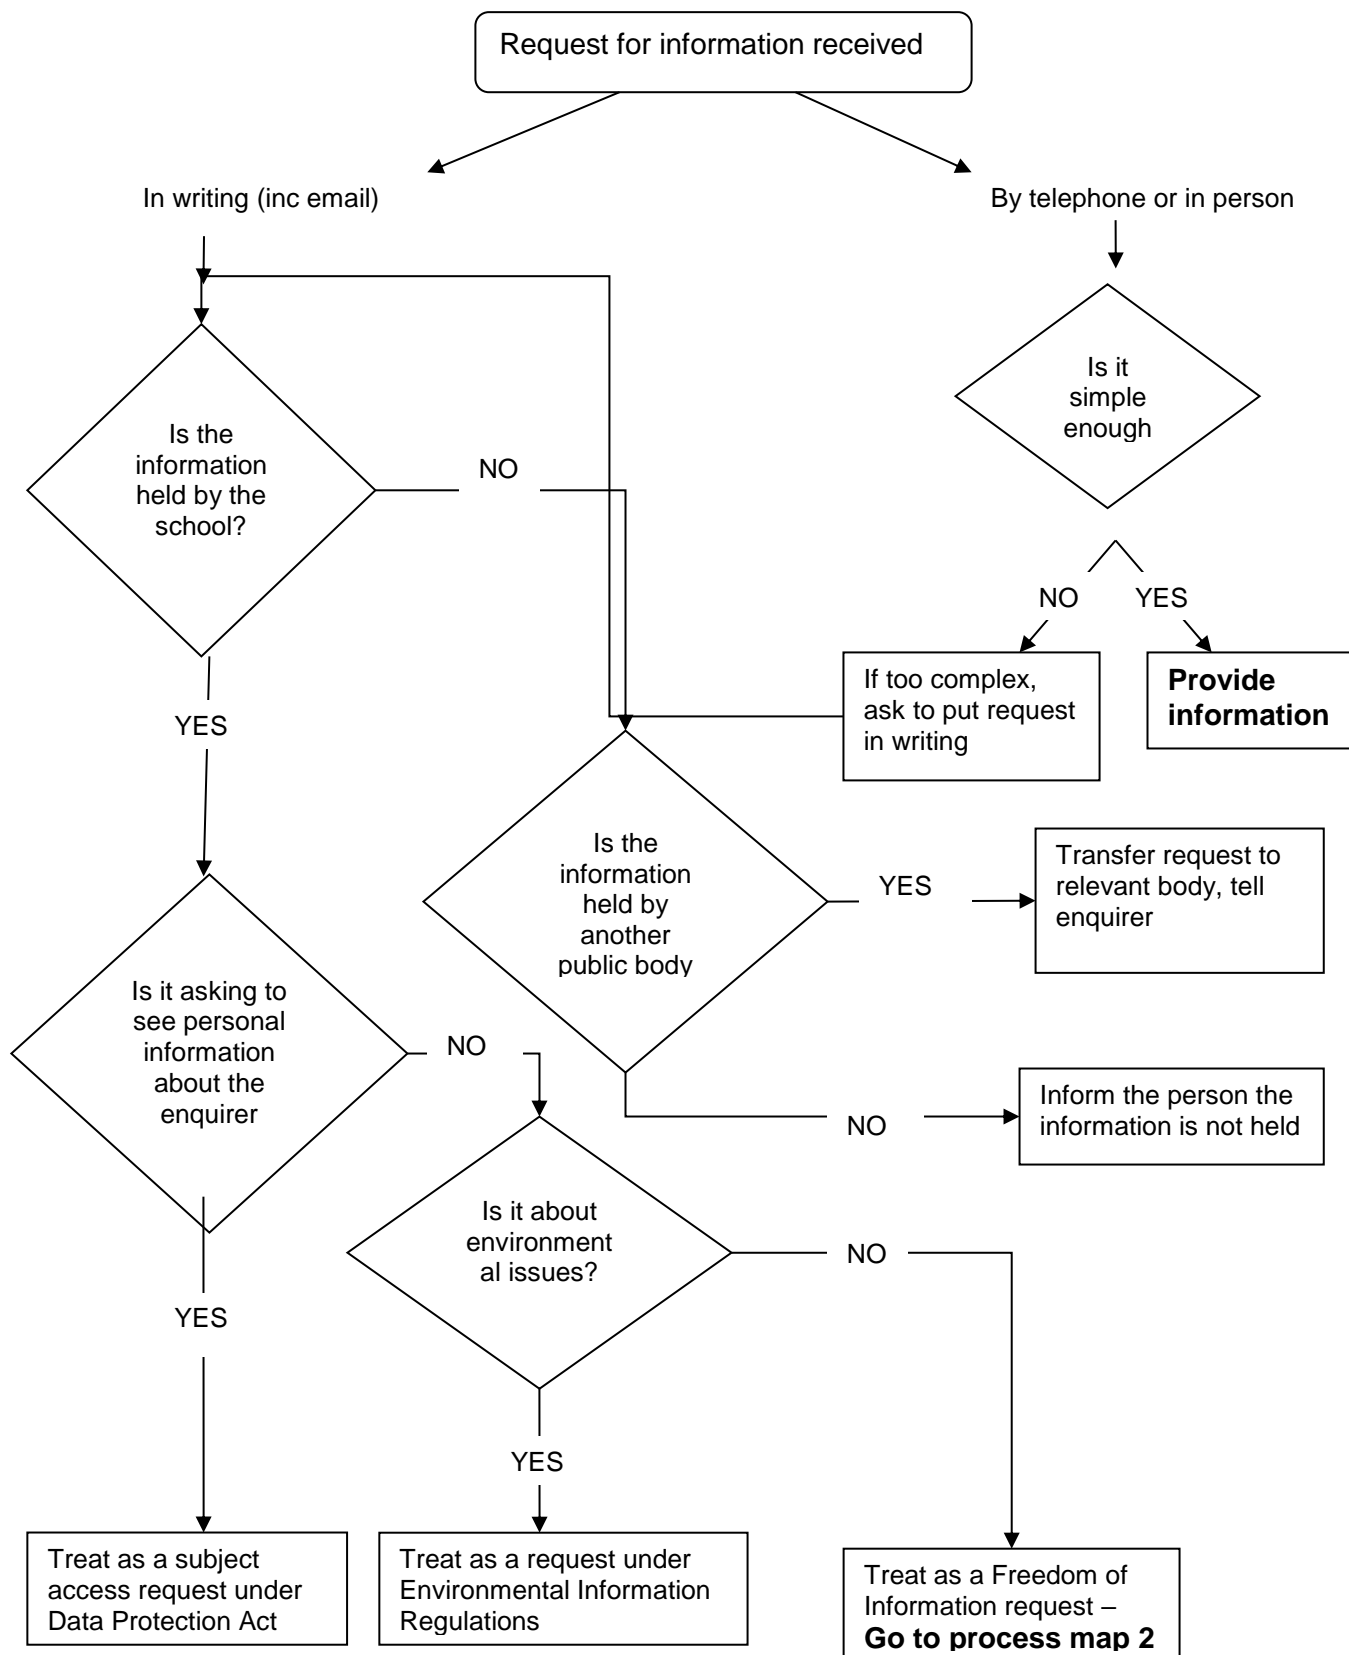 Request for information received
In writing (inc email)
By telephone or in person
Is it
simple
enough
Is the
information
held by the
school?
NO
NO
YES
If too complex,
ask to put request
in writing
Provide
information
YES
Is the
information
held by
another
public body
YES
Transfer request to
relevant body, tell
enquirer
Is it asking to
see personal
information
about the
enquirer
NO
NO
Inform the person the
information is not held
Is it about
environment
al issues?
NO
YES
YES
Treat as a subject
access request under
Data Protection Act
Treat as a request under
Environmental Information
Regulations
Treat as a Freedom of
Information request –
Go to process map 2